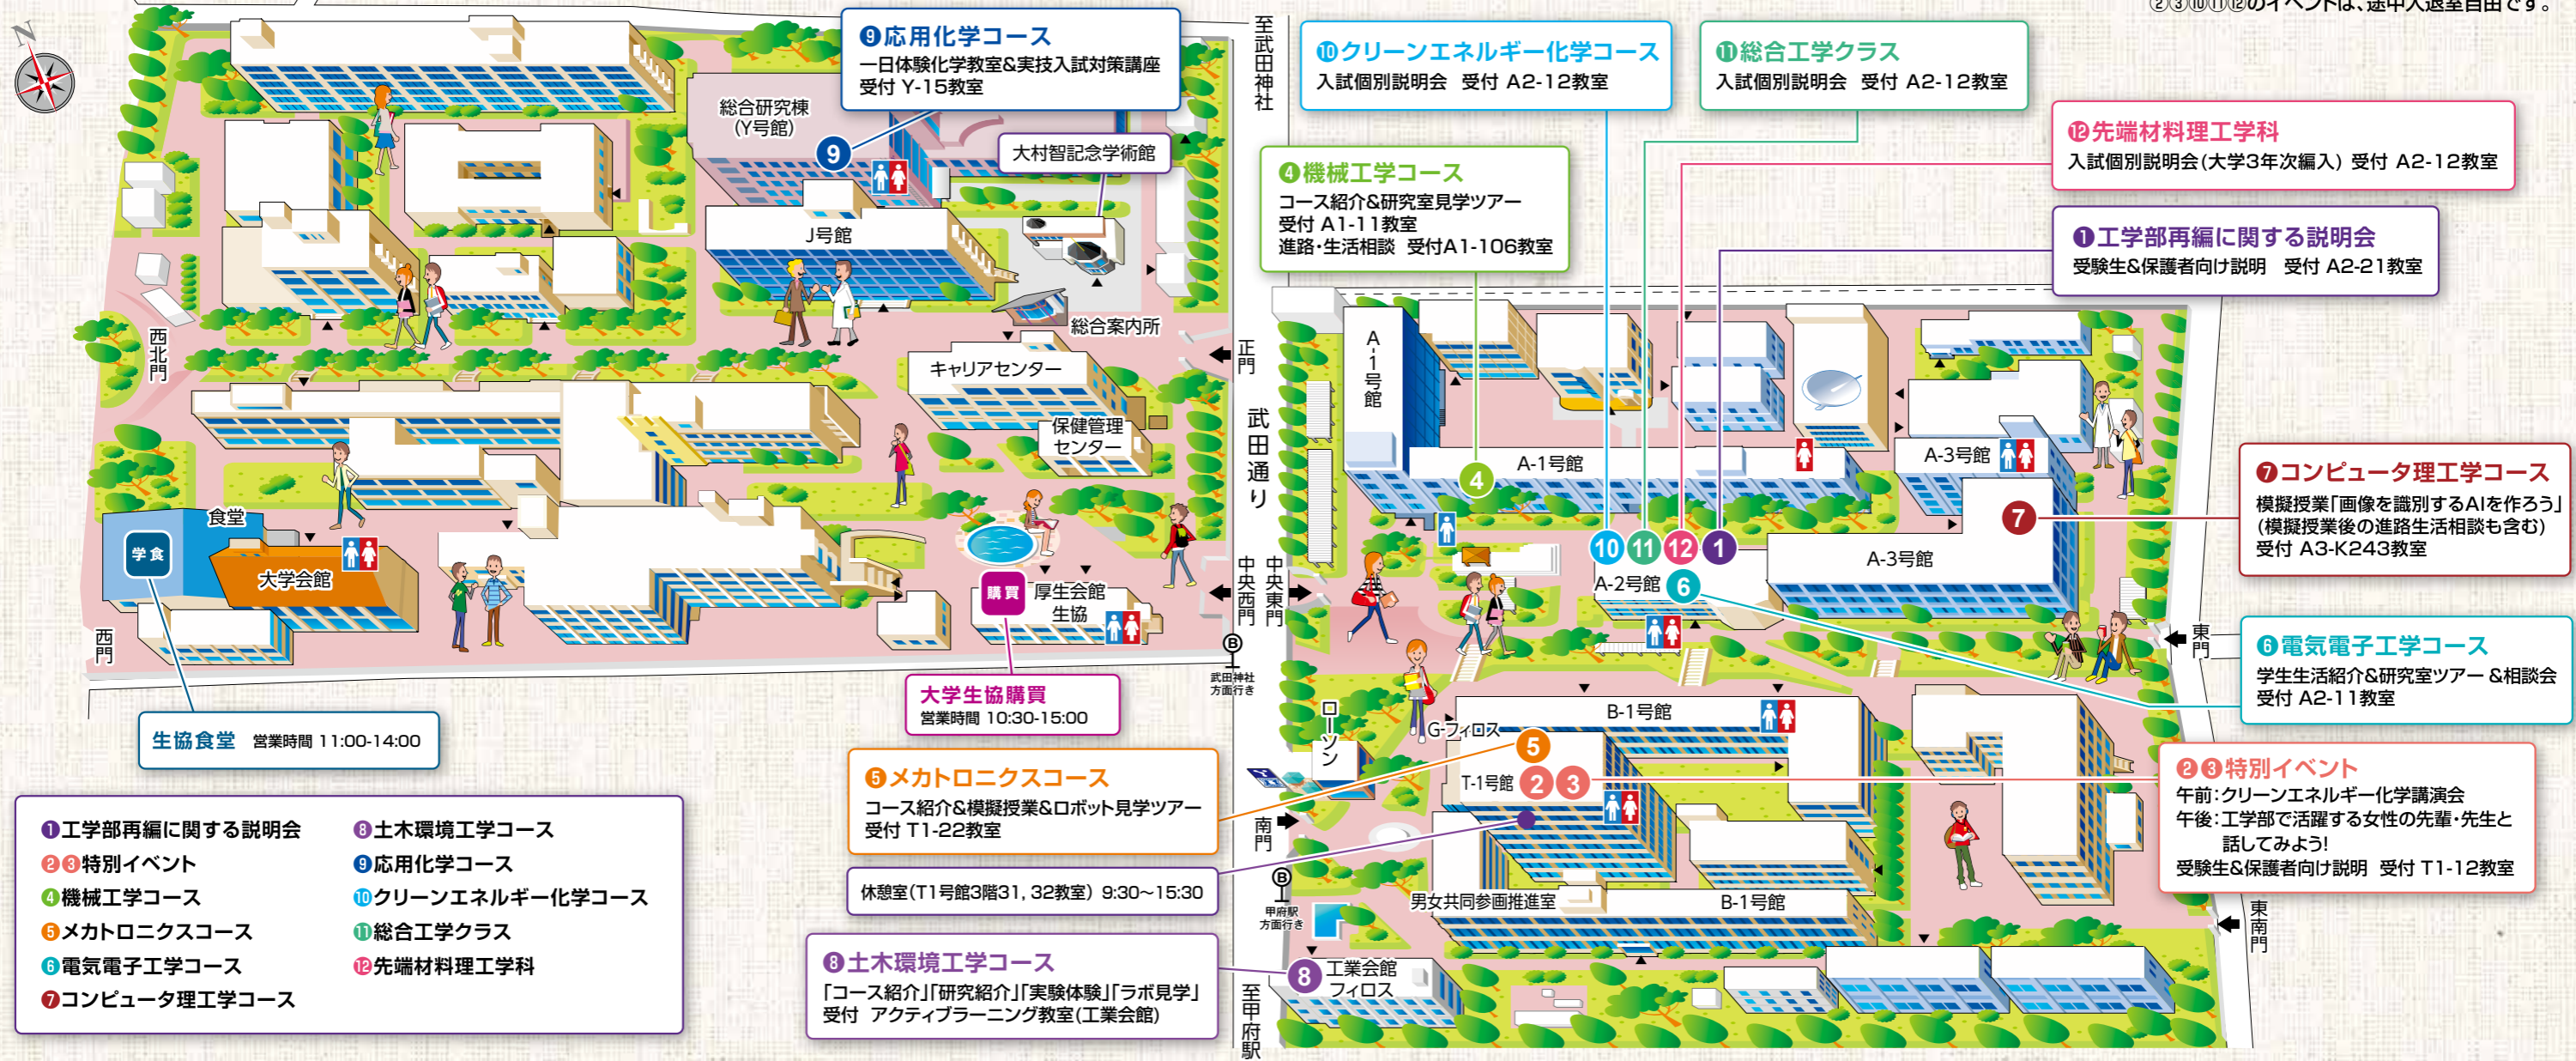 ②③⑩⑪⑫のイベントは、途中入退室自由です。
N
❾応用化学コース
一日体験化学教室&実技入試対策講座
受付 Y-15教室
総合研究棟
(Y号館)
9
大村智記念学術館
J号館
総合案内所
西北門
キャリアセンター
保健管理
センター
正門
至武田神社
武田通り
食堂
学食
大学会館
西門
購買
厚生会館
生協
中央西門
中央東門
B
武田神社
方面行き
生協食堂 営業時間 11:00-14:00
大学生協購買
営業時間 10:30-15:00
❿クリーンエネルギー化学コース
入試個別説明会 受付 A2-12教室
⓫総合工学クラス
入試個別説明会 受付 A2-12教室
⓬先端材料理工学科
入試個別説明会(大学3年次編入) 受付 A2-12教室
❹機械工学コース
コース紹介&研究室見学ツアー
受付 A1-11教室
進路・生活相談 受付A1-106教室
❶工学部再編に関する説明会
受験生&保護者向け説明 受付 A2-21教室
A-1号館
A-1号館
4
A-3号館
7
10
11
12
1
A-2号館
6
A-3号館
東門
❼コンピュータ理工学コース
模擬授業「画像を識別するAIを作ろう」
(模擬授業後の進路生活相談も含む)
受付 A3-K243教室
❻電気電子工学コース
学生生活紹介&研究室ツアー &相談会
受付 A2-11教室
❷❸特別イベント
午前:クリーンエネルギー化学講演会
午後:工学部で活躍する女性の先輩・先生と
話してみよう!
受験生&保護者向け説明 受付 T1-12教室
ローソン
G-フィロス
B-1号館
5
T-1号館
2
3
南門
B
甲府駅
方面行き
男女共同参画推進室
B-1号館
東南門
8
工業会館
フィロス
至甲府駅
❺メカトロニクスコース
コース紹介&模擬授業&ロボット見学ツアー
受付 T1-22教室
休憩室(T1号館3階31, 32教室) 9:30〜15:30
❽土木環境工学コース
「コース紹介」「研究紹介」「実験体験」「ラボ見学」
受付 アクティブラーニング教室(工業会館)
❶工学部再編に関する説明会
❷❸特別イベント
❹機械工学コース
❺メカトロニクスコース
❻電気電子工学コース
❼コンピュータ理工学コース
❽土木環境工学コース
❾応用化学コース
❿クリーンエネルギー化学コース
⓫総合工学クラス
⓬先端材料理工学科